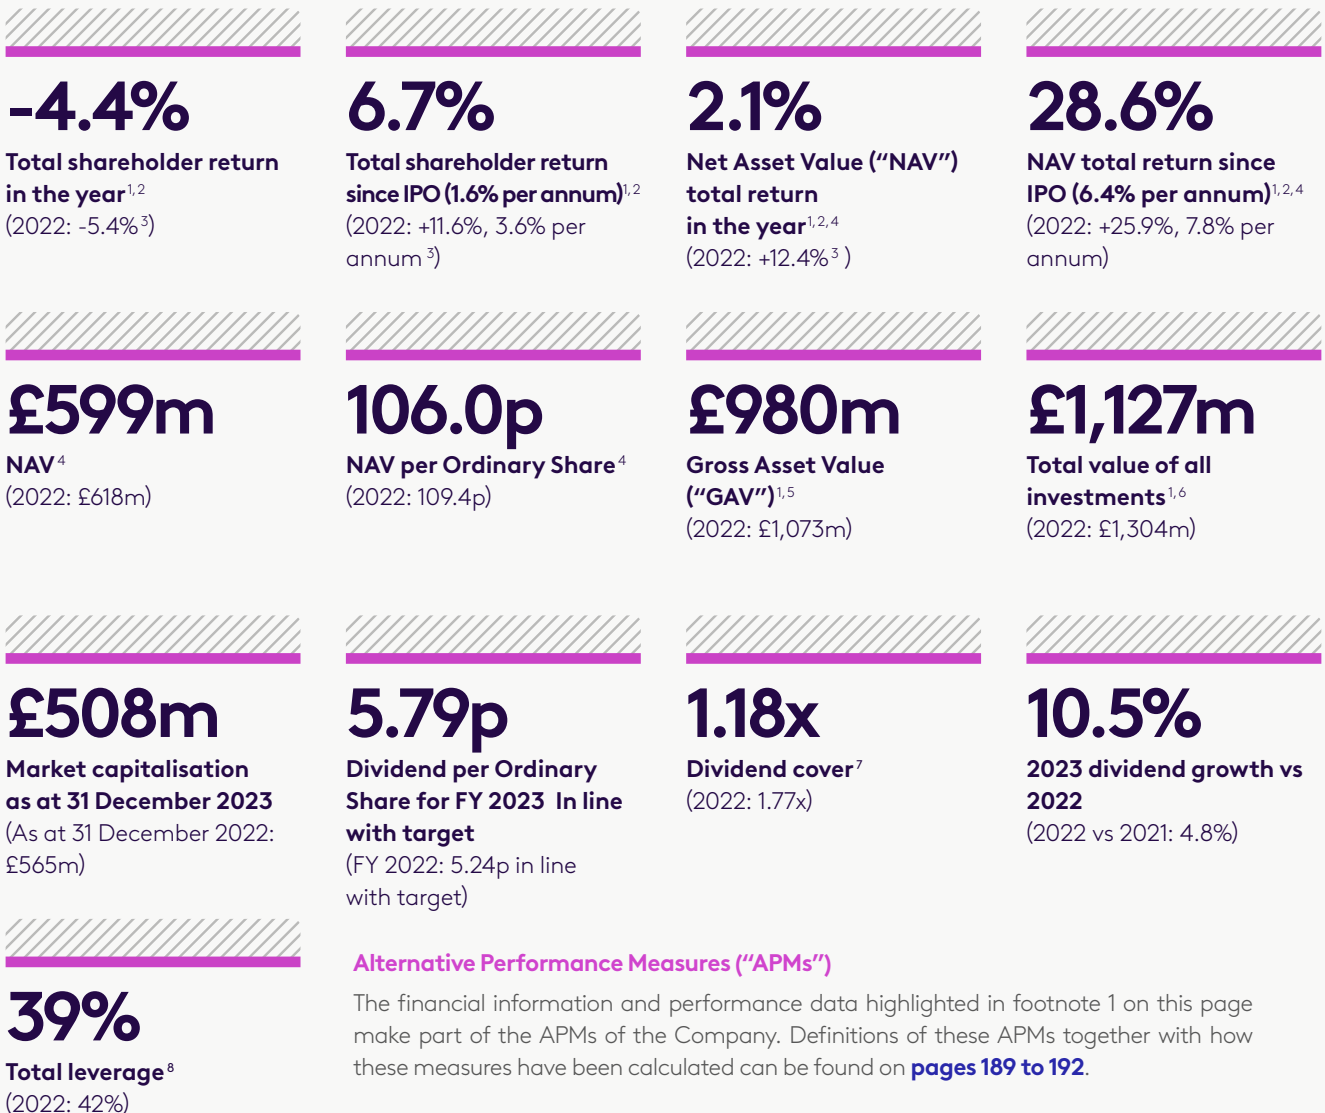 -4.4%
Total shareholder return
in the year1,2
(2022: -5.4%3)
6.7%
Total shareholder return
since IPO (1.6% per annum)1,2
(2022: +11.6%, 3.6% per
annum 3)
2.1%
Net Asset Value (“NAV”)
total return
in the year1,2,4
(2022: +12.4%3 )
28.6%
NAV total return since
IPO (6.4% per annum)1,2,4
(2022: +25.9%, 7.8% per
annum)
£599m
NAV4
(2022: £618m)
106.0p
NAV per Ordinary Share4
(2022: 109.4p)
£980m
Gross Asset Value
(“GAV”)1,5
(2022: £1,073m)
£1,127m
Total value of all
investments1,6
(2022: £1,304m)
£508m
Market capitalisation
as at 31 December 2023
(As at 31 December 2022:
£565m)
5.79p
Dividend per Ordinary
Share for FY 2023 In line
with target
(FY 2022: 5.24p in line
with target)
1.18x
Dividend cover7
(2022: 1.77x)
10.5%
2023 dividend growth vs
2022
(2022 vs 2021: 4.8%)
39%
Total leverage8
(2022: 42%)
Alternative Performance Measures (“APMs”)
The financial information and performance data highlighted in footnote 1 on this page
make part of the APMs of the Company. Definitions of these APMs together with how
these measures have been calculated can be found on pages 189 to 192.